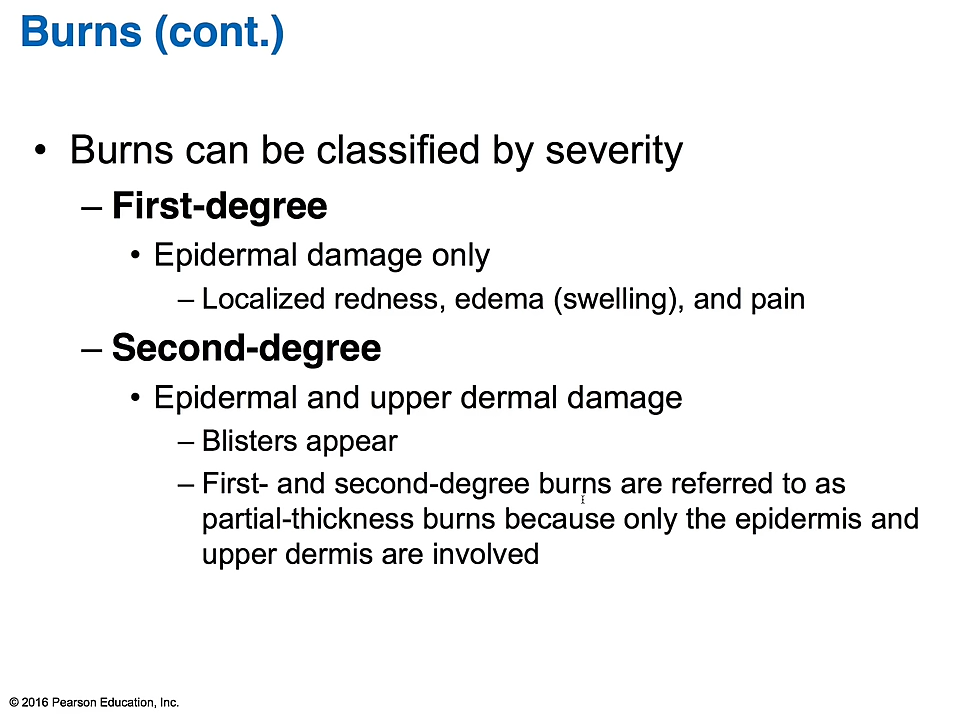 Burns (cont.)
• Burns can be classified by severity
– First-degree
• Epidermal damage only
– Localized redness, edema (swelling), and pain
– Second-degree
• Epidermal and upper dermal damage
– Blisters appear
– First- and second-degree burns are referred to as
partial-thickness burns because only the epidermis and
upper dermis are involved
© 2016 Pearson Education, Inc.